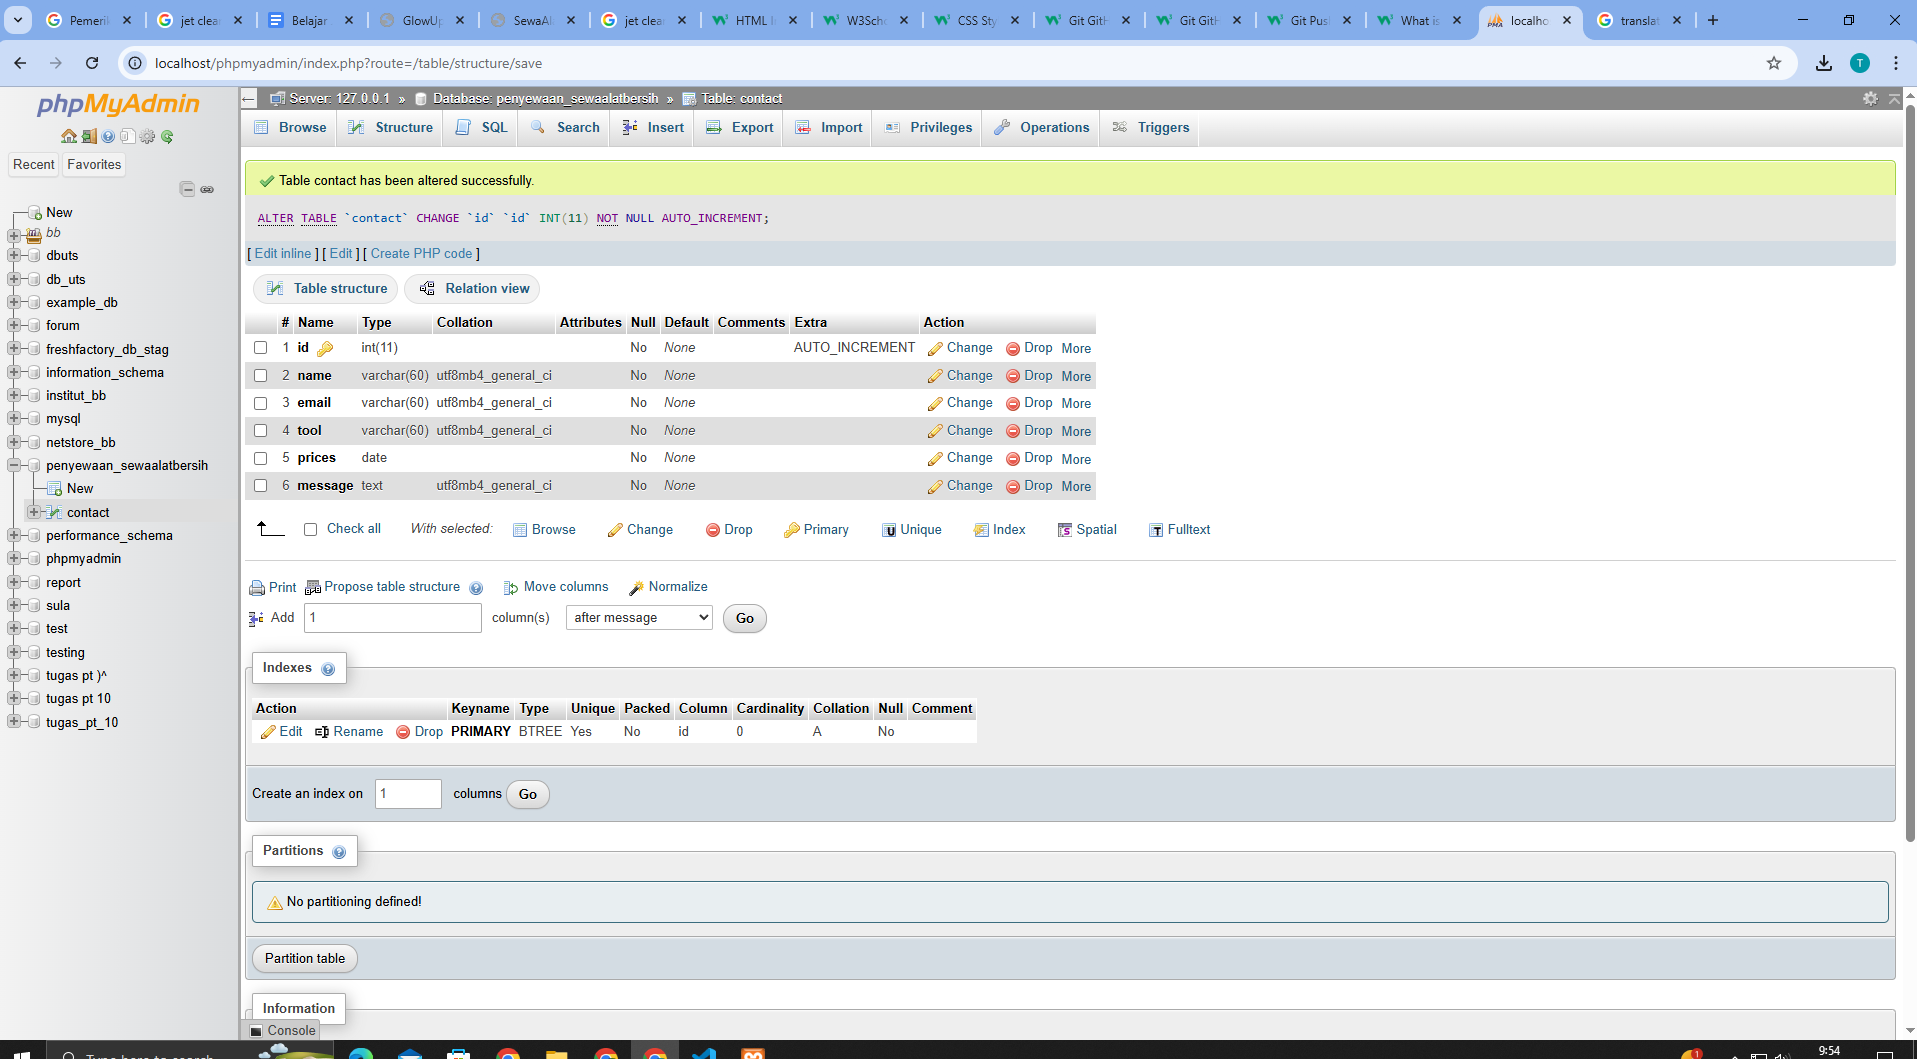 Pemerik
jet clea
Belajar
GlowUp
SewaAl
jet clea
HTML I
W3Scho
CSS Sty
Git GitH
Git GitH
Git Pus
What is
localho
translat
localhost/phpmyadmin/index.php?route=/table/structure/save
T
phpMyAdmin
Recent Favorites
New
bb
dbuts
db_uts
example_db
forum
freshfactory_db_stag
information_schema
institut_bb
mysql
netstore_bb
penyewaan_sewaalatbersih
New
contact
performance_schema
phpmyadmin
report
sula
test
testing
tugas pt )^
tugas pt 10
tugas_pt_10
Server: 127.0.0.1 » Database: penyewaan_sewaalatbersih » Table: contact
Browse Structure SQL Search Insert Export Import Privileges Operations Triggers
Table contact has been altered successfully.
ALTER TABLE `contact` CHANGE `id` `id` INT(11) NOT NULL AUTO_INCREMENT;
[ Edit inline ] [ Edit ] [ Create PHP code ]
Table structure Relation view
# Name Type Collation Attributes Null Default Comments Extra Action
1 id int(11) No None AUTO_INCREMENT Change Drop More
2 name varchar(60) utf8mb4_general_ci No None Change Drop More
3 email varchar(60) utf8mb4_general_ci No None Change Drop More
4 tool varchar(60) utf8mb4_general_ci No None Change Drop More
5 prices date No None Change Drop More
6 message text utf8mb4_general_ci No None Change Drop More
Check all With selected: Browse Change Drop Primary Unique Index Spatial Fulltext
Print Propose table structure Move columns Normalize
Add 1 column(s) after message Go
Indexes
Action Keyname Type Unique Packed Column Cardinality Collation Null Comment
Edit Rename Drop PRIMARY BTREE Yes No id 0 A No
Create an index on 1 columns Go
Partitions
No partitioning defined!
Partition table
Information
Console
Type here to search
1
9:54